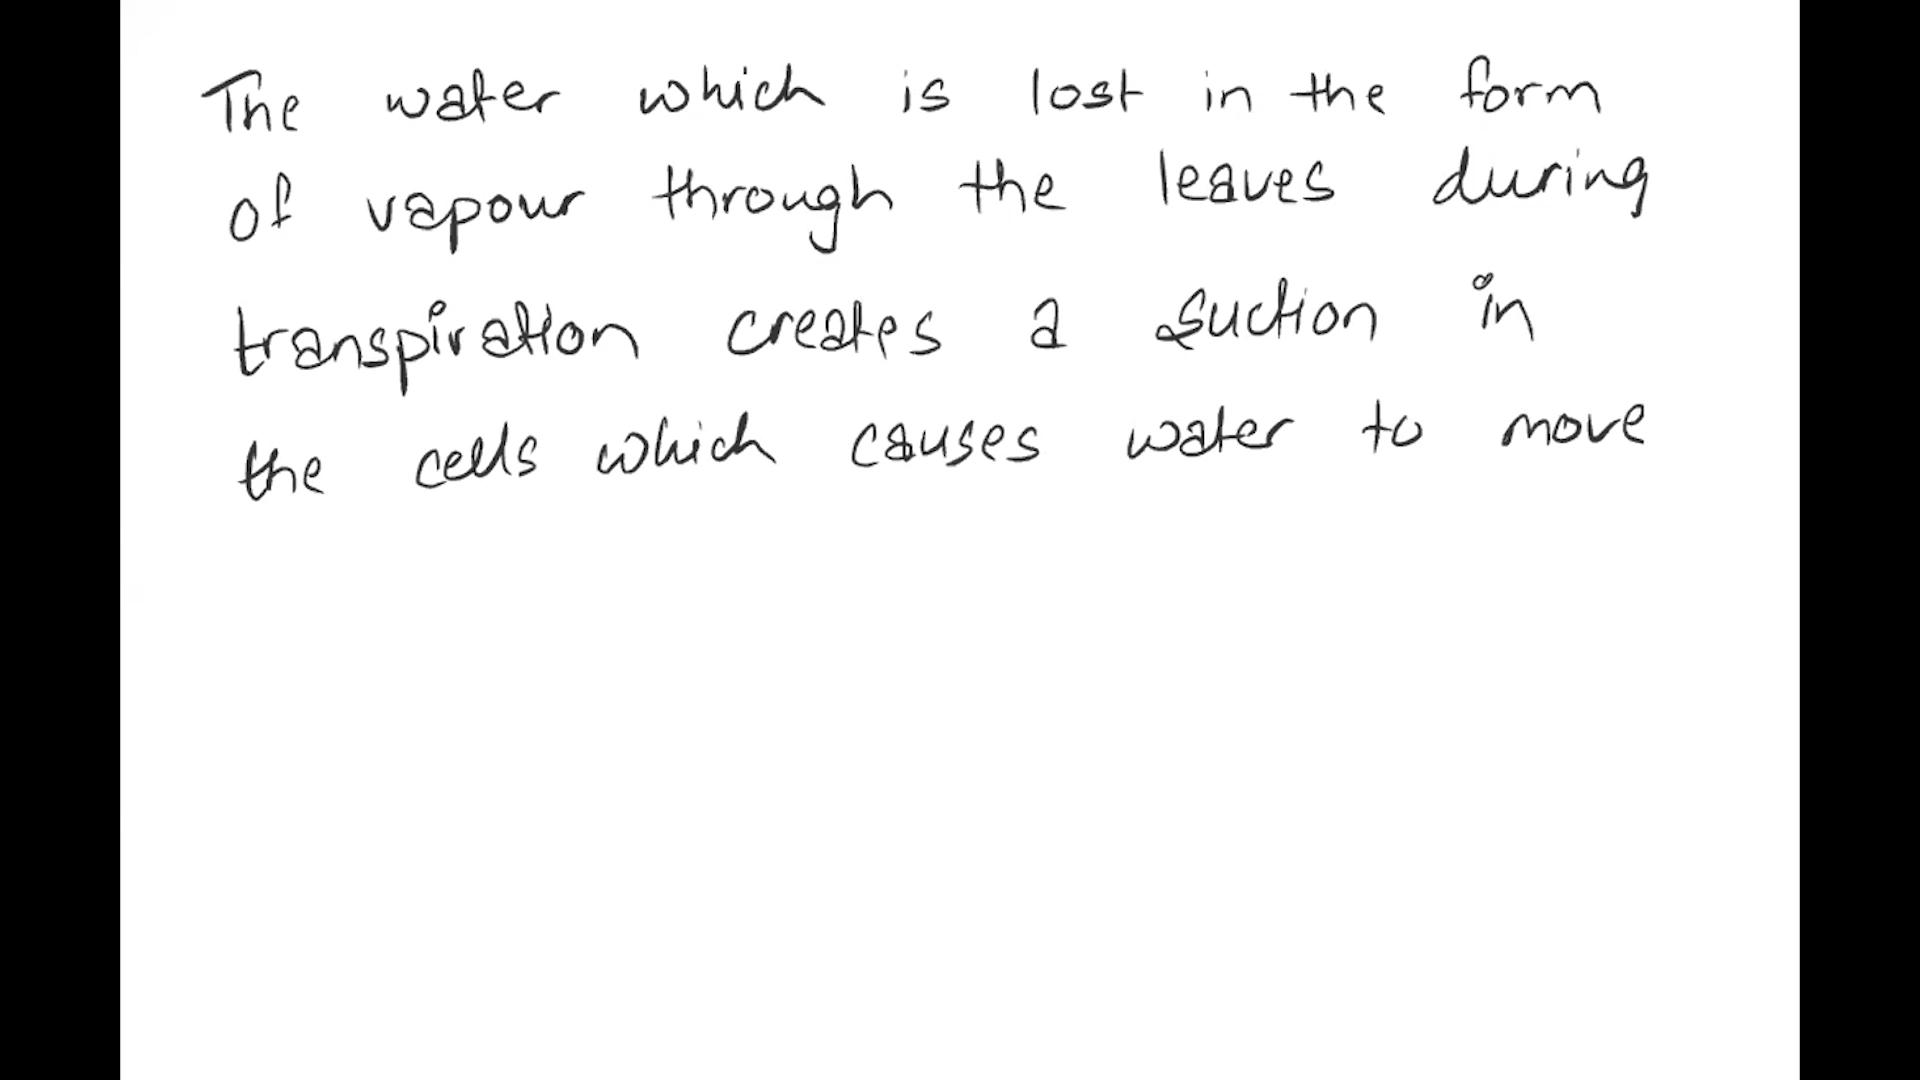 The water which is lost in the form
of vapour through the leaves during
transpiration creates a suction in
the cells which causes water to move